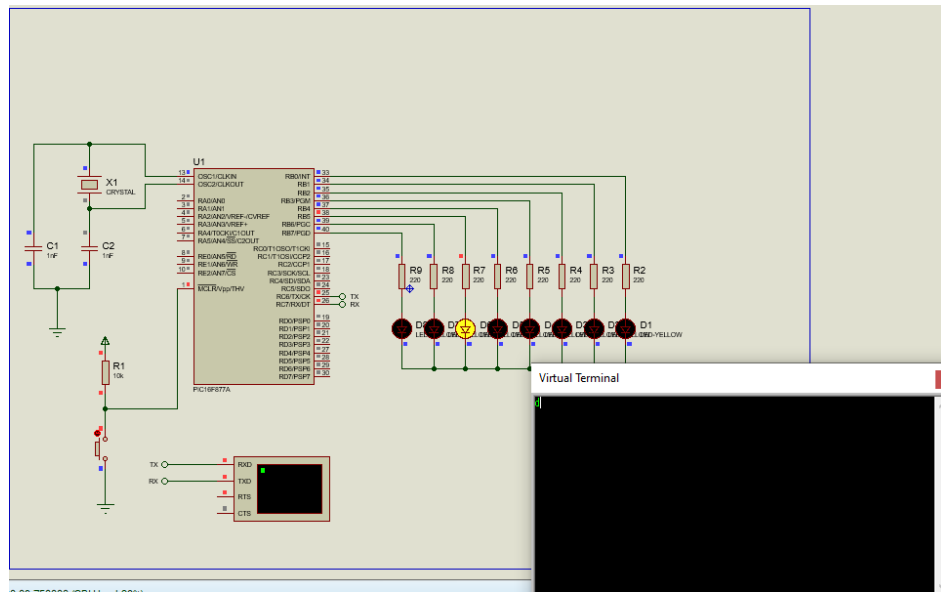 U1
X1
CRYSTAL
C1
1nF
C2
1nF
13 OSC1/CLKIN
14 OSC2/CLKOUT
2 RA0/AN0
3 RA1/AN1
4 RA2/AN2/VREF-/CVREF
5 RA3/AN3/VREF+
6 RA4/T0CKI/C1OUT
7 RA5/AN4/SS/C2OUT
8 RE0/AN5/RD
9 RE1/AN6/WR
10 RE2/AN7/CS
1 MCLR/Vpp/THV
RB0/INT 33
RB1 34
RB2 35
RB3/PGM 36
RB4 37
RB5 38
RB6/PGC 39
RB7/PGD 40
RC0/T1OSO/T1CKI 15
RC1/T1OSI/CCP2 16
RC2/CCP1 17
RC3/SCK/SCL 18
RC4/SDI/SDA 23
RC5/SDO 24
RC6/TX/CK 25
RC7/RX/DT 26
RD0/PSP0 19
RD1/PSP1 20
RD2/PSP2 21
RD3/PSP3 22
RD4/PSP4 27
RD5/PSP5 28
RD6/PSP6 29
RD7/PSP7 30
PIC16F877A
TX
RX
R9
220
R8
220
R7
220
R6
220
R5
220
R4
220
R3
220
R2
220
D1
R1
10k
TX
RX
RXD
TXD
RTS
CTS
Virtual Terminal
d